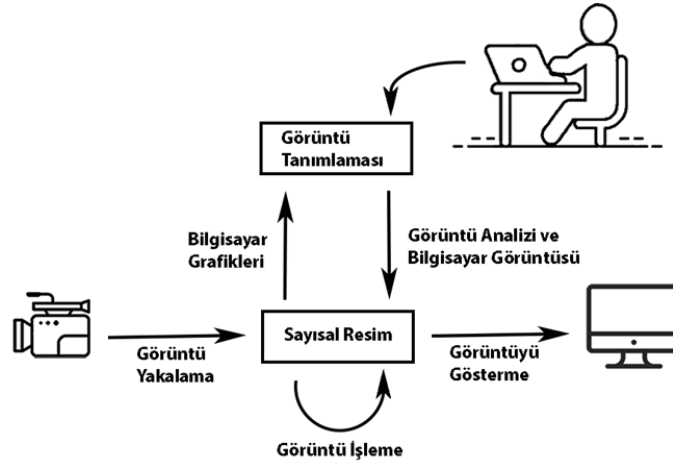 Görüntü
Tanımlaması
Bilgisayar
Grafikleri
Görüntü Analizi ve
Bilgisayar Görüntüsü
Sayısal Resim
Görüntü
Yakalama
Görüntüyü
Gösterme
Görüntü İşleme